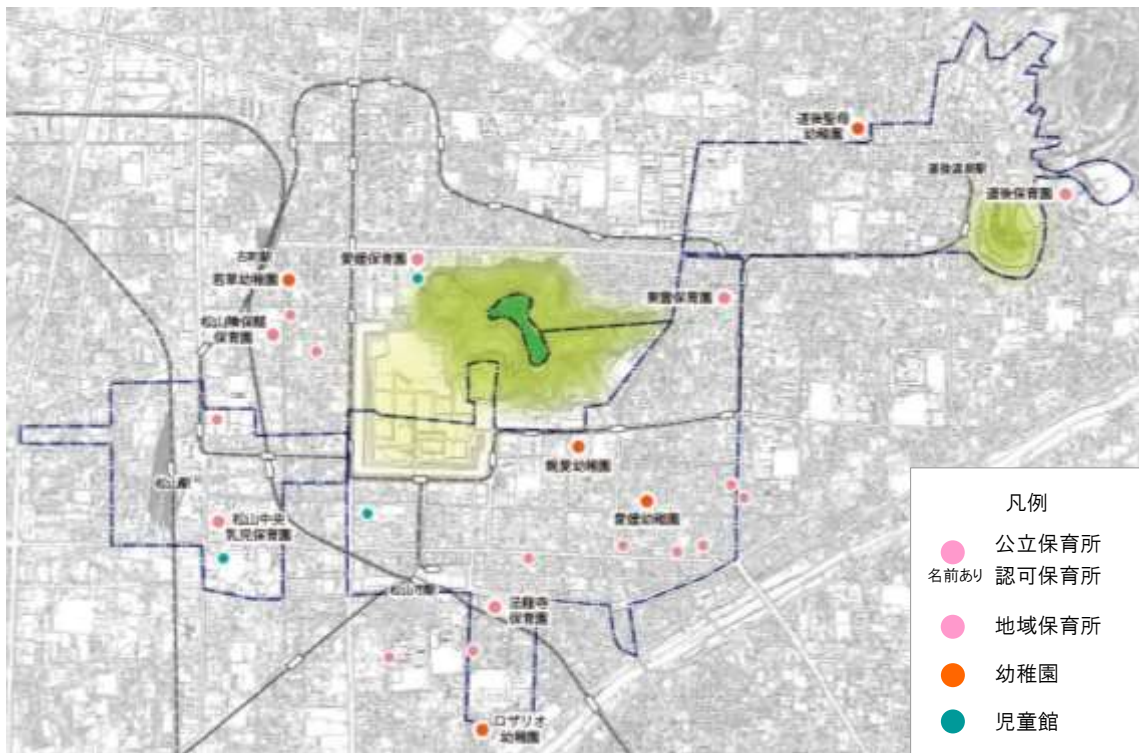 道後聖母
幼稚園
道後温泉駅
道後保育園
古町駅
愛媛保育園
若草幼稚園
東雲保育園
松山隣保館
保育園
親愛幼稚園
松山駅
愛媛幼稚園
松山中央
乳児保育園
松山市駅
法龍寺
保育園
ロザリオ
幼稚園
凡例
公立保育所
名前あり 認可保育所
地域保育所
幼稚園
児童館